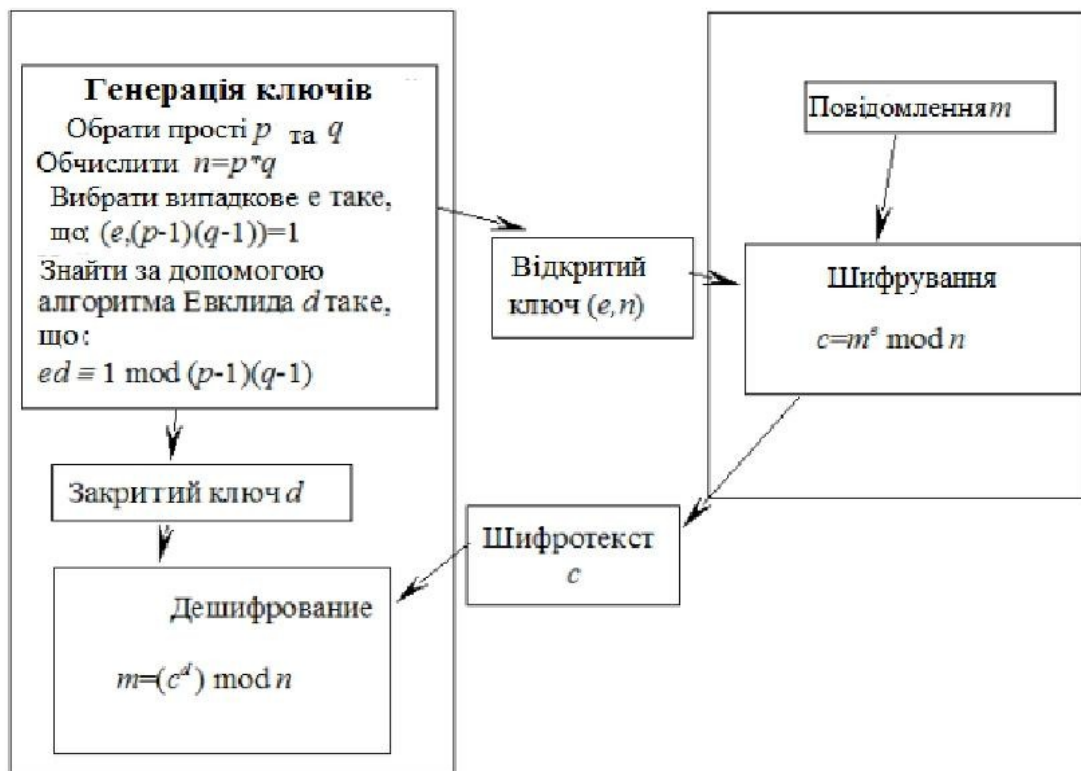 Генерація ключів
Обрати прості p та q
Обчислити n=p*q
Вибрати випадкове e таке,
що; (e,(p-1)(q-1))=1
Знайти за допомогою
алгоритма Евклида d таке,
що:
ed ≡ 1 mod (p-1)(q-1)
Закритий ключ d
Дешифрование
m=(c^d) mod n
Відкритий
ключ (e,n)
Шифротекст
c
Повідомлення m
Шифрування
c=m^e mod n